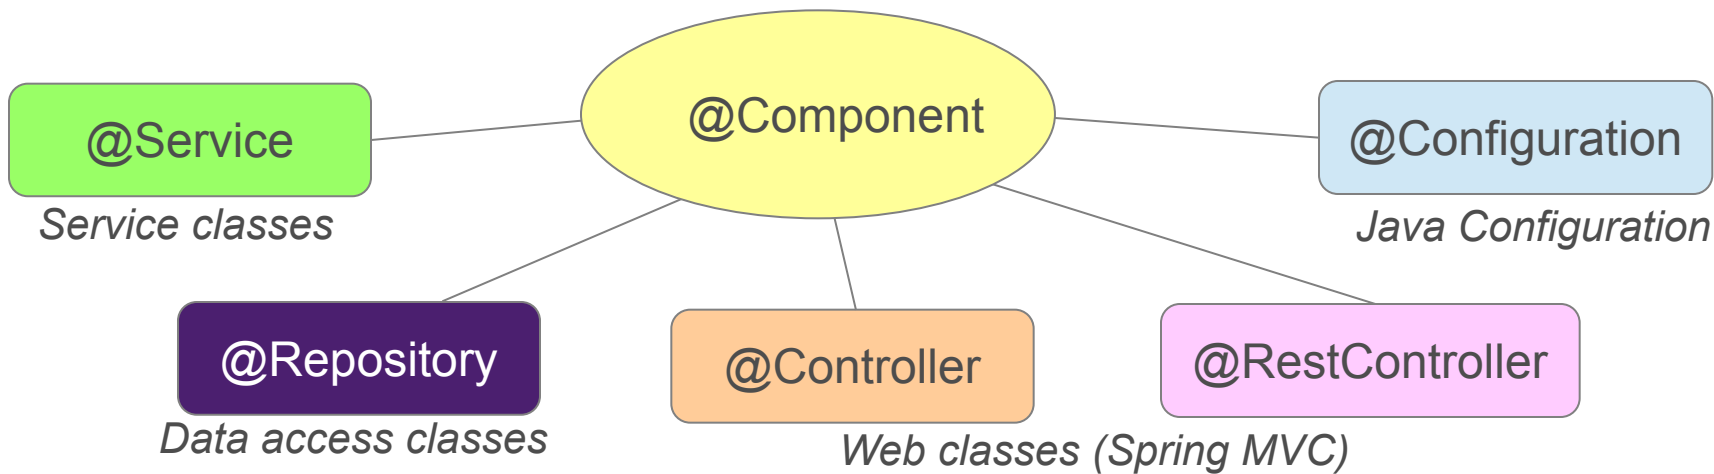 @Component
@Service
Service classes
@Configuration
Java Configuration
@Repository
Data access classes
@Controller
@RestController
Web classes (Spring MVC)